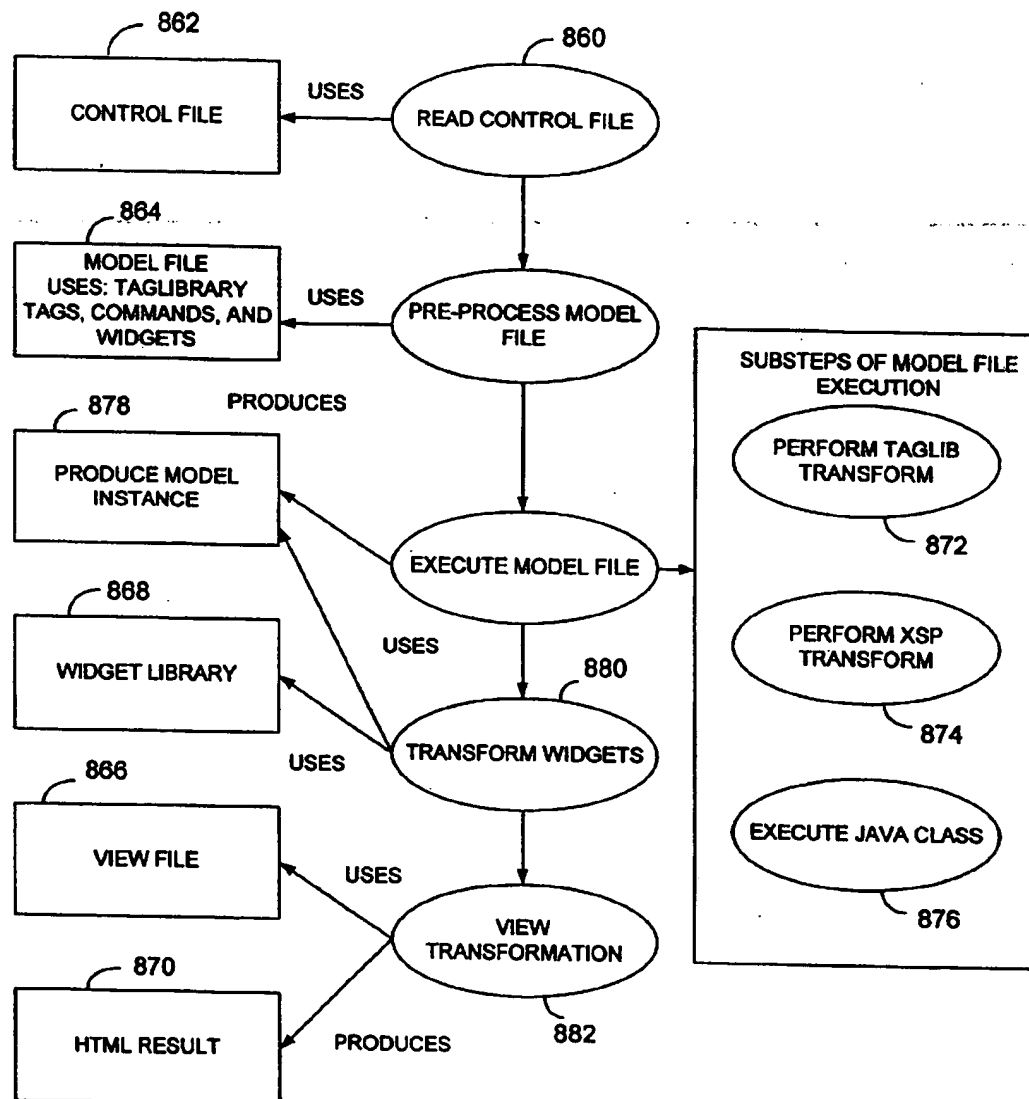 862
860
CONTROL FILE
USES
READ CONTROL FILE
864
MODEL FILE
USES: TAGLIBRARY
TAGS, COMMANDS, AND
WIDGETS
USES
PRE-PROCESS MODEL
FILE
SUBSTEPS OF MODEL FILE
EXECUTION
878
PRODUCES
PRODUCE MODEL
INSTANCE
PERFORM TAGLIB
TRANSFORM
872
EXECUTE MODEL FILE
868
WIDGET LIBRARY
USES
PERFORM XSP
TRANSFORM
874
880
TRANSFORM WIDGETS
USES
866
VIEW FILE
USES
EXECUTE JAVA CLASS
876
VIEW
TRANSFORMATION
882
870
HTML RESULT
PRODUCES